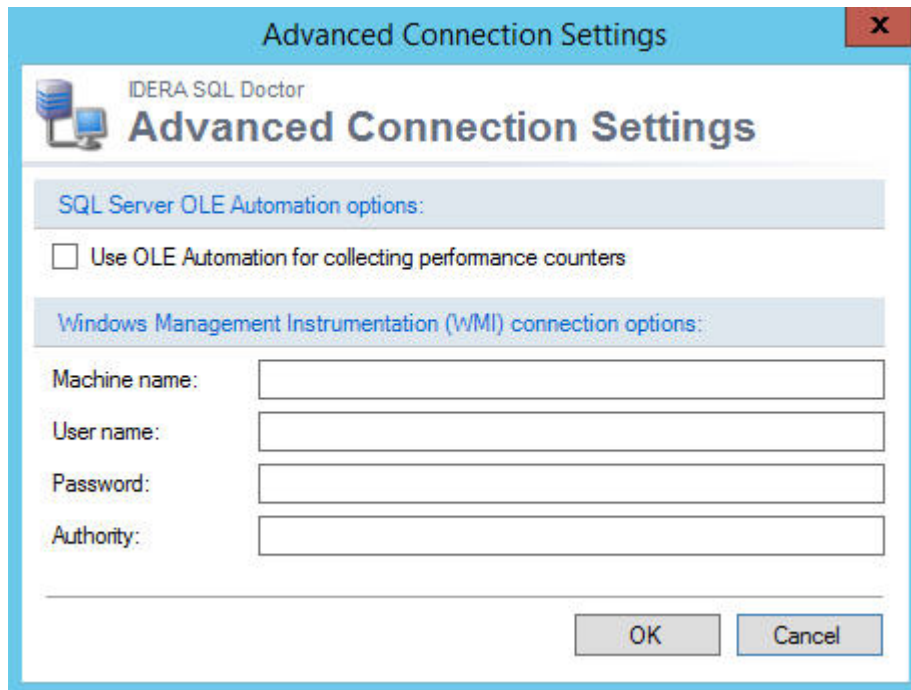 Advanced Connection Settings
x
IDERA SQL Doctor
Advanced Connection Settings
SQL Server OLE Automation options:
Use OLE Automation for collecting performance counters
Windows Management Instrumentation (WMI) connection options:
Machine name:
User name:
Password:
Authority:
OK Cancel